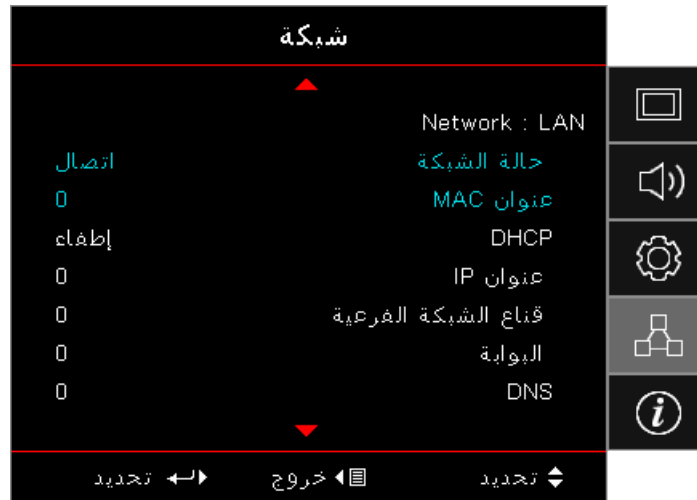 شبكة
Network : LAN
حالة الشبكة اتصال
عنوان MAC 0
DHCP إطفاء
عنوان IP 0
قناع الشبكة الفرعية 0
البوابة 0
DNS 0
تحديد خروج تحديد